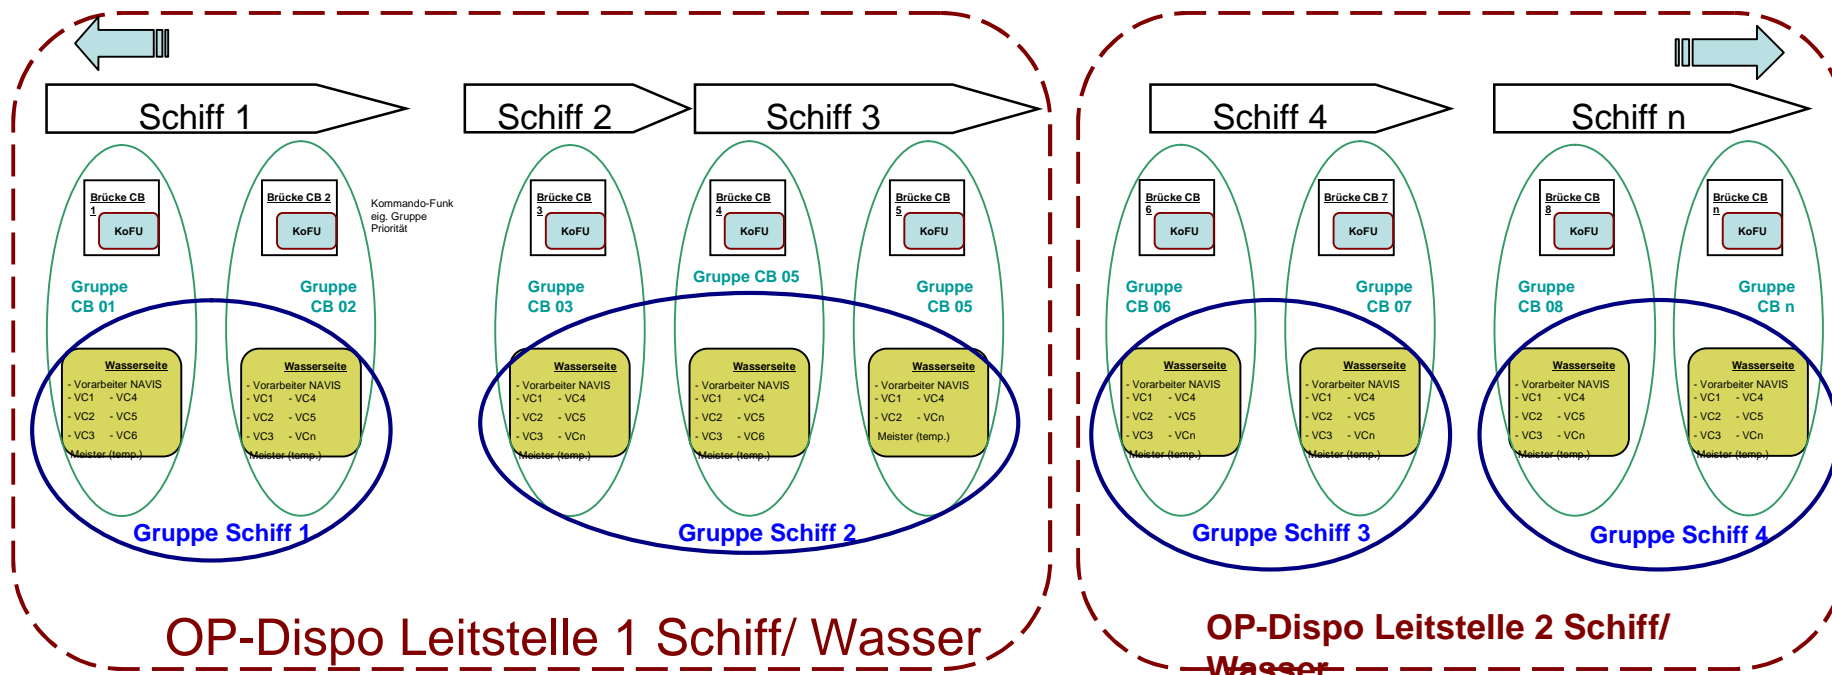 Schiff 1
Schiff 2
Schiff 3
Schiff 4
Schiff n
Brücke CB
1
KoFU
Brücke CB 2
KoFU
Kommando-Funk
eig. Gruppe
Priorität
Brücke CB
3
KoFU
Brücke CB
4
KoFU
Brücke CB
5
KoFU
Brücke CB
6
KoFU
Brücke CB 7
KoFU
Brücke CB
8
KoFU
Brücke CB
n
KoFU
Gruppe
CB 01
Gruppe
CB 02
Gruppe
CB 03
Gruppe CB 05
Gruppe
CB 05
Gruppe
CB 06
Gruppe
CB 07
Gruppe
CB 08
Gruppe
CB n
Wasserseite
- Vorarbeiter NAVIS
- VC1 - VC4
- VC2 - VC5
- VC3 - VC6
Meister (temp.)
Wasserseite
- Vorarbeiter NAVIS
- VC1 - VC4
- VC2 - VC5
- VC3 - VCn
Meister (temp.)
Wasserseite
- Vorarbeiter NAVIS
- VC1 - VC4
- VC2 - VC5
- VC3 - VCn
Meister (temp.)
Wasserseite
- Vorarbeiter NAVIS
- VC1 - VC4
- VC2 - VC5
- VC3 - VC6
Meister (temp.)
Wasserseite
- Vorarbeiter NAVIS
- VC1 - VC4
- VC2 - VCn
Meister (temp.)
Wasserseite
- Vorarbeiter NAVIS
- VC1 - VC4
- VC2 - VC5
- VC3 - VCn
Meister (temp.)
Wasserseite
- Vorarbeiter NAVIS
- VC1 - VC4
- VC2 - VC5
- VC3 - VCn
Meister (temp.)
Wasserseite
- Vorarbeiter NAVIS
- VC1 - VC4
- VC2 - VC5
- VC3 - VCn
Meister (temp.)
Wasserseite
- Vorarbeiter NAVIS
- VC1 - VC4
- VC2 - VC5
- VC3 - VCn
Meister (temp.)
Gruppe Schiff 1
Gruppe Schiff 2
Gruppe Schiff 3
Gruppe Schiff 4
OP-Dispo Leitstelle 1 Schiff/ Wasser
OP-Dispo Leitstelle 2 Schiff/
Wasser